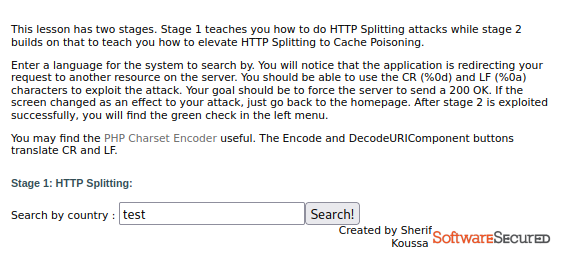 This lesson has two stages. Stage 1 teaches you how to do HTTP Splitting attacks while stage 2
builds on that to teach you how to elevate HTTP Splitting to Cache Poisoning.
Enter a language for the system to search by. You will notice that the application is redirecting your
request to another resource on the server. You should be able to use the CR (%0d) and LF (%0a)
characters to exploit the attack. Your goal should be to force the server to send a 200 OK. If the
screen changed as an effect to your attack, just go back to the homepage. After stage 2 is exploited
successfully, you will find the green check in the left menu.
You may find the PHP Charset Encoder useful. The Encode and DecodeURIComponent buttons
translate CR and LF.
Stage 1: HTTP Splitting:
Search by country : test Search!
Created by Sherif
Koussa SoftwareSecured